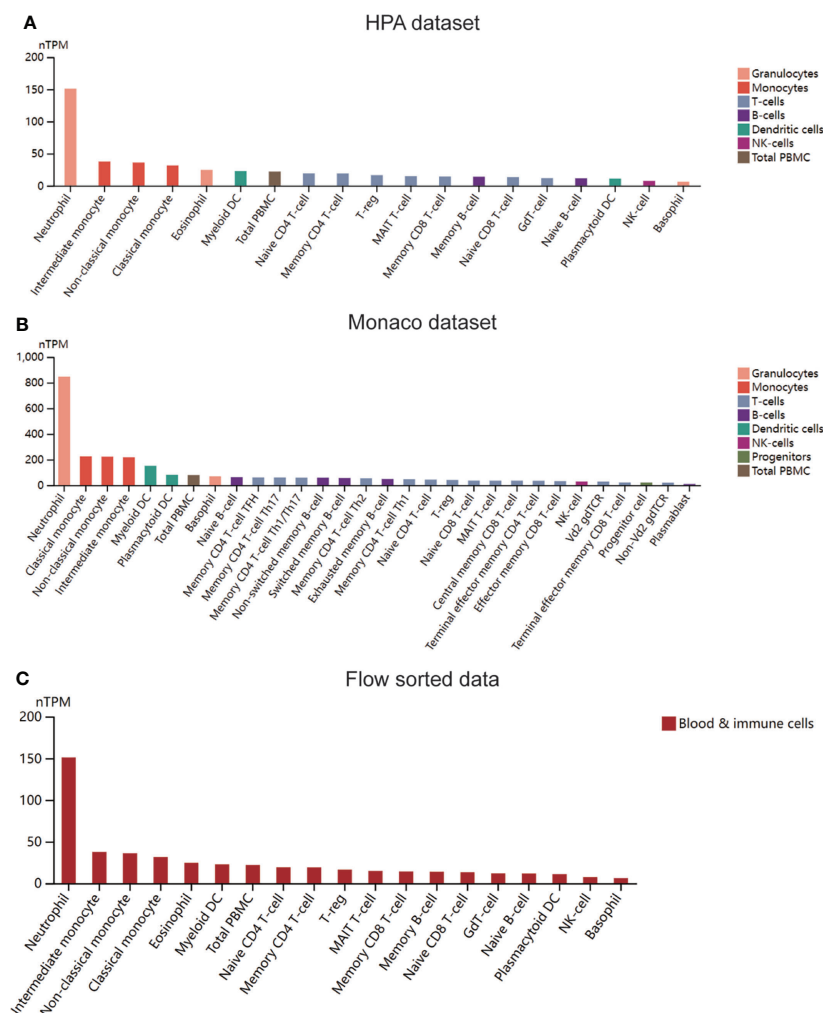 A
HPA dataset
nTPM
200
150
100
50
0
Granulocytes
Monocytes
T-cells
B-cells
Dendritic cells
NK-cells
Total PBMC
Neutrophil
Intermediate monocyte
Non-classical monocyte
Classical monocyte
Eosinophil
Myeloid DC
Total PBMC
Naive CD4 T-cell
Memory CD4 T-cell
T-reg
MAIT T-cell
Memory CD8 T-cell
Memory B-cell
Naive CD8 T-cell
GdT-cell
Naive B-cell
Plasmacytoid DC
NK-cell
Basophil
B
Monaco dataset
nTPM
1,000
800
600
400
200
0
Granulocytes
Monocytes
T-cells
B-cells
Dendritic cells
NK-cells
Progenitors
Total PBMC
Neutrophil
Classical monocyte
Non-classical monocyte
Intermediate monocyte
Myeloid DC
Plasmacytoid DC
Total PBMC
Basophil
Naive B-cell
Memory CD4 T-cell TFH
Memory CD4 T-cell Th17
Memory CD4 T-cell Th1/Th17
Non-switched memory B-cell
Switched memory B-cell
Memory CD4 T-cell Th2
Exhausted memory B-cell
Memory CD4 T-cell Th1
Naive CD4 T-cell
T-reg
Naive CD8 T-cell
MAIT T-cell
Central memory CD8 T-cell
Terminal effector memory CD4 T-cell
Effector memory CD8 T-cell
NK-cell
Vd2 gdTCR
Terminal effector memory CD8 T-cell
Progenitor cell
Non-Vd2 gdTCR
Plasmablast
C
Flow sorted data
nTPM
200
150
100
50
0
Blood & immune cells
Neutrophil
Intermediate monocyte
Non-classical monocyte
Classical monocyte
Eosinophil
Myeloid DC
Total PBMC
Naive CD4 T-cell
Memory CD4 T-cell
T-reg
MAIT T-cell
Memory CD8 T-cell
Memory B-cell
Naive CD8 T-cell
GdT-cell
Naive B-cell
Plasmacytoid DC
NK-cell
Basophil